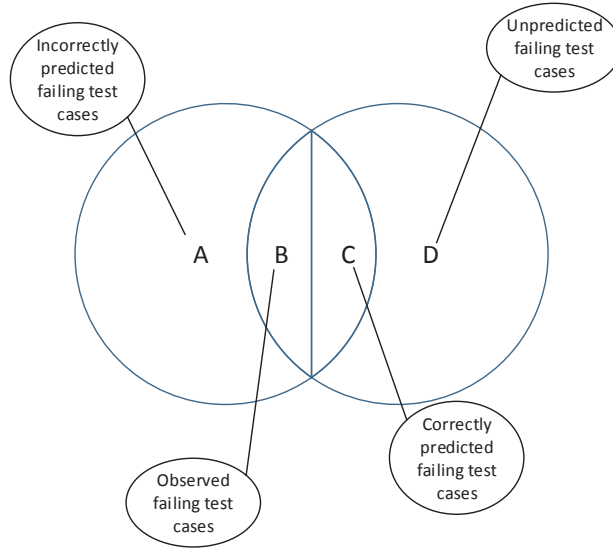 Incorrectly
predicted
failing test
cases
Unpredicted
failing test
cases
A
B
C
D
Observed
failing test
cases
Correctly
predicted
failing test
cases